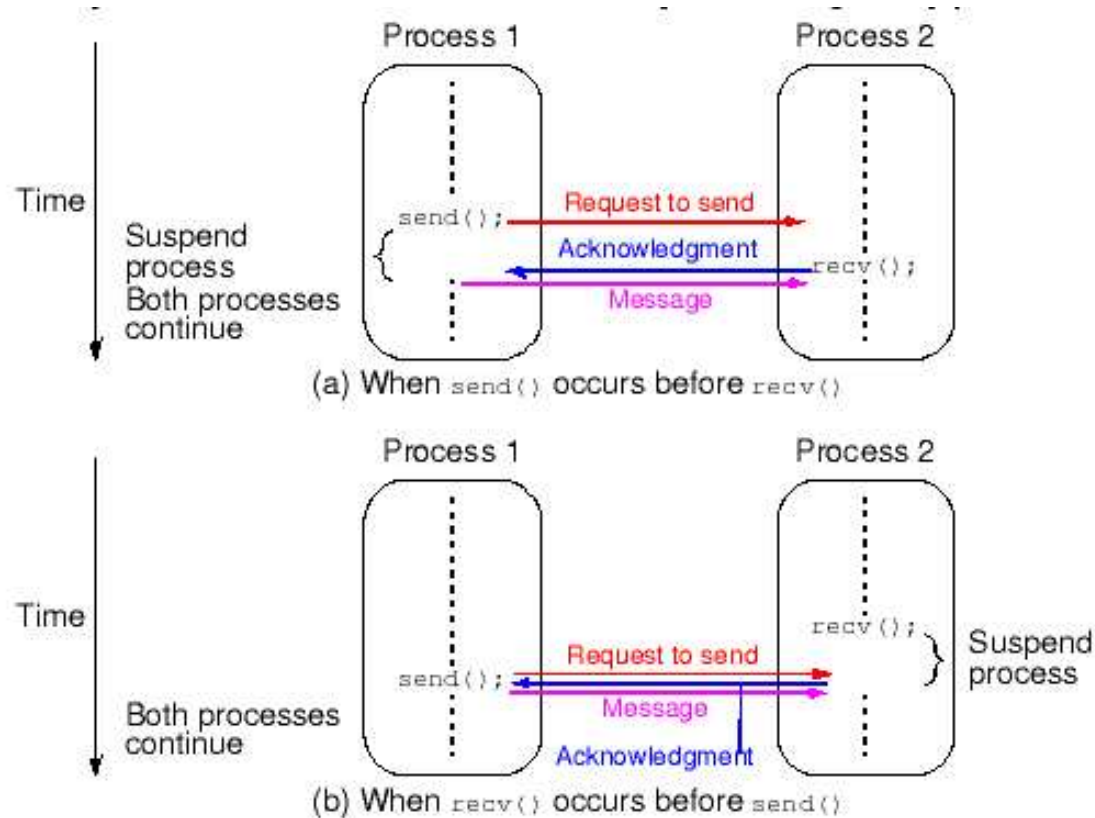 Process 1
Process 2
Time
send();
Request to send
Suspend
process
Acknowledgment
recv();
Both processes
continue
Message
(a) When send() occurs before recv()
Process 1
Process 2
Time
recv();
Suspend
process
Request to send
send();
Message
Both processes
continue
Acknowledgment
(b) When recv() occurs before send()